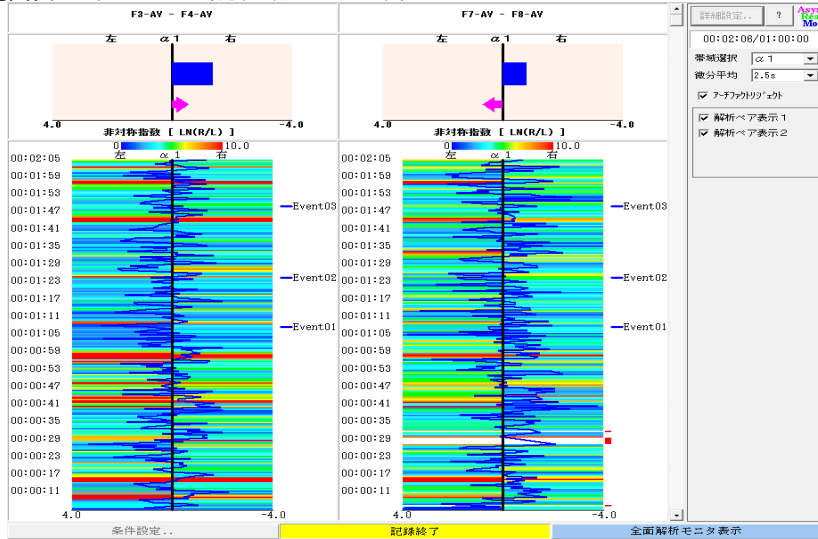 F3-AV - F4-AV
左 α1 右
4.0 -4.0
非対称指数 [ LN(R/L) ]
0 10.0
左 α1 右
00:02:05
00:01:59
00:01:53
00:01:47
00:01:41
00:01:35
00:01:29
00:01:23
00:01:17
00:01:11
00:01:05
00:00:59
00:00:53
00:00:47
00:00:41
00:00:35
00:00:29
00:00:23
00:00:17
00:00:11
Event03
Event02
Event01
4.0 -4.0
F7-AV - F8-AV
左 α1 右
4.0 -4.0
非対称指数 [ LN(R/L) ]
0 10.0
左 α1 右
00:02:05
00:01:59
00:01:53
00:01:47
00:01:41
00:01:35
00:01:29
00:01:23
00:01:17
00:01:11
00:01:05
00:00:59
00:00:53
00:00:47
00:00:41
00:00:35
00:00:29
00:00:23
00:00:17
00:00:11
Event03
Event02
Event01
4.0 -4.0
詳細設定.. ?
00:02:06/01:00:00
帯域選択 α1
微分平均 2.5s
アーチファクトリジェクト
解析ペア表示1
解析ペア表示2
条件設定.. 記録終了 全画解析モニタ表示